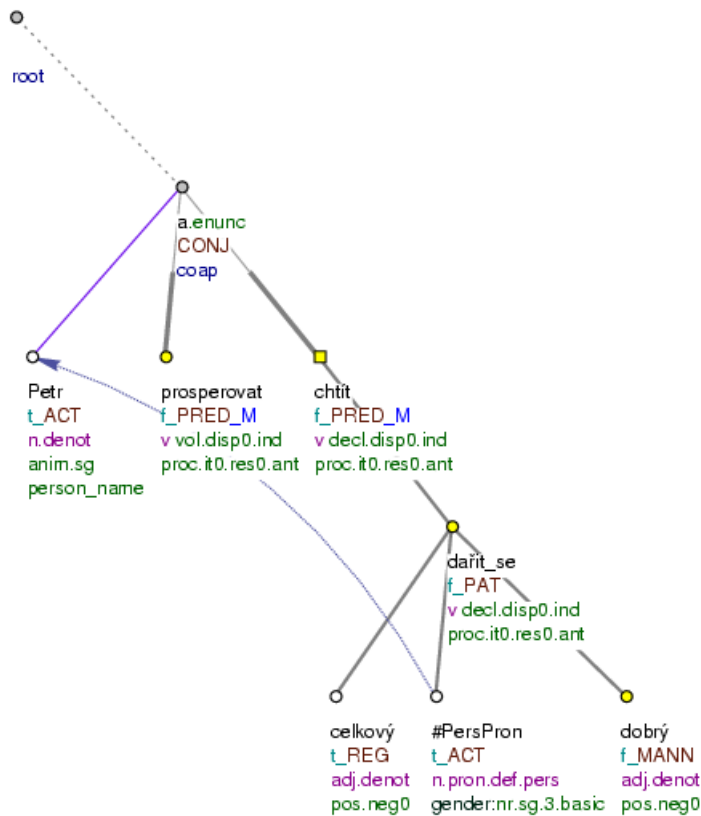 root
a.enunc
CONJ
coap
Petr
t_ACT
n.denot
anim.sg
person_name
prosperovat
f_PRED_M
v vol.disp0.ind
proc.it0.res0.ant
chtít
f_PRED_M
v decl.disp0.ind
proc.it0.res0.ant
dařit_se
f_PAT
v decl.disp0.ind
proc.it0.res0.ant
celkový
t_REG
adj.denot
pos.neg0
#PersPron
t_ACT
n.pron.def.pers
gender:nr.sg.3.basic
dobrý
f_MANN
adj.denot
pos.neg0